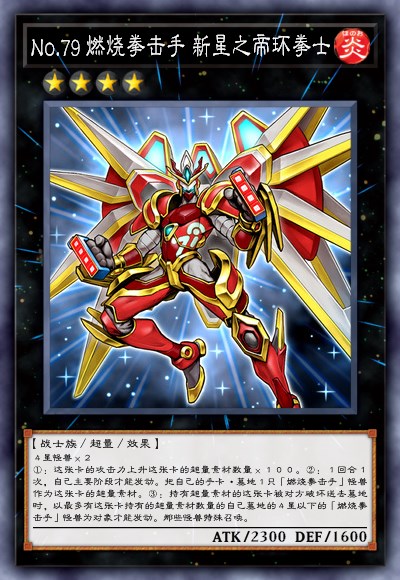 No.79 燃烧拳击手 新星之帝环拳士
炎
ほのお
【战士族／超量／效果】
4星怪兽×2
①：这张卡的攻击力上升这张卡的超量素材数量×100。②：1回合1
次，自己主要阶段才能发动。把自己的手卡·墓地1只「燃烧拳击手」怪兽
作为这张卡的超量素材。③：持有超量素材的这张卡被对方破坏送去墓地
时，以最多有这张卡持有的超量素材数量的自己墓地的4星以下的「燃烧拳
击手」怪兽为对象才能发动。那些怪兽特殊召唤。
ATK/2300 DEF/1600